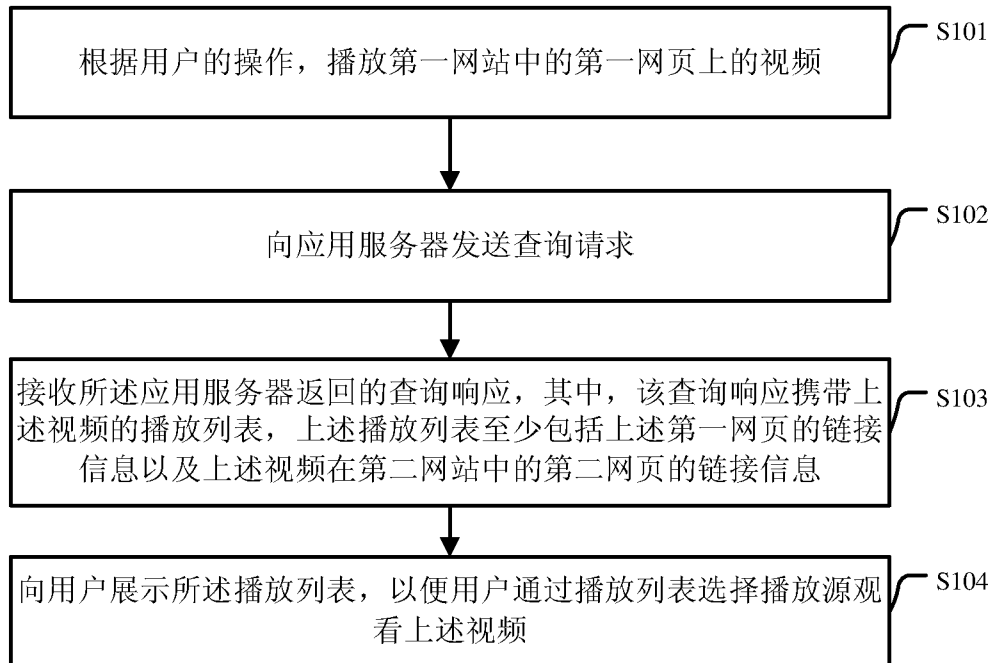 根据用户的操作，播放第一网站中的第一网页上的视频
S101
向应用服务器发送查询请求
S102
接收所述应用服务器返回的查询响应，其中，该查询响应携带上
述视频的播放列表，上述播放列表至少包括上述第一网页的链接
信息以及上述视频在第二网站中的第二网页的链接信息
S103
向用户展示所述播放列表，以便用户通过播放列表选择播放源观
看上述视频
S104